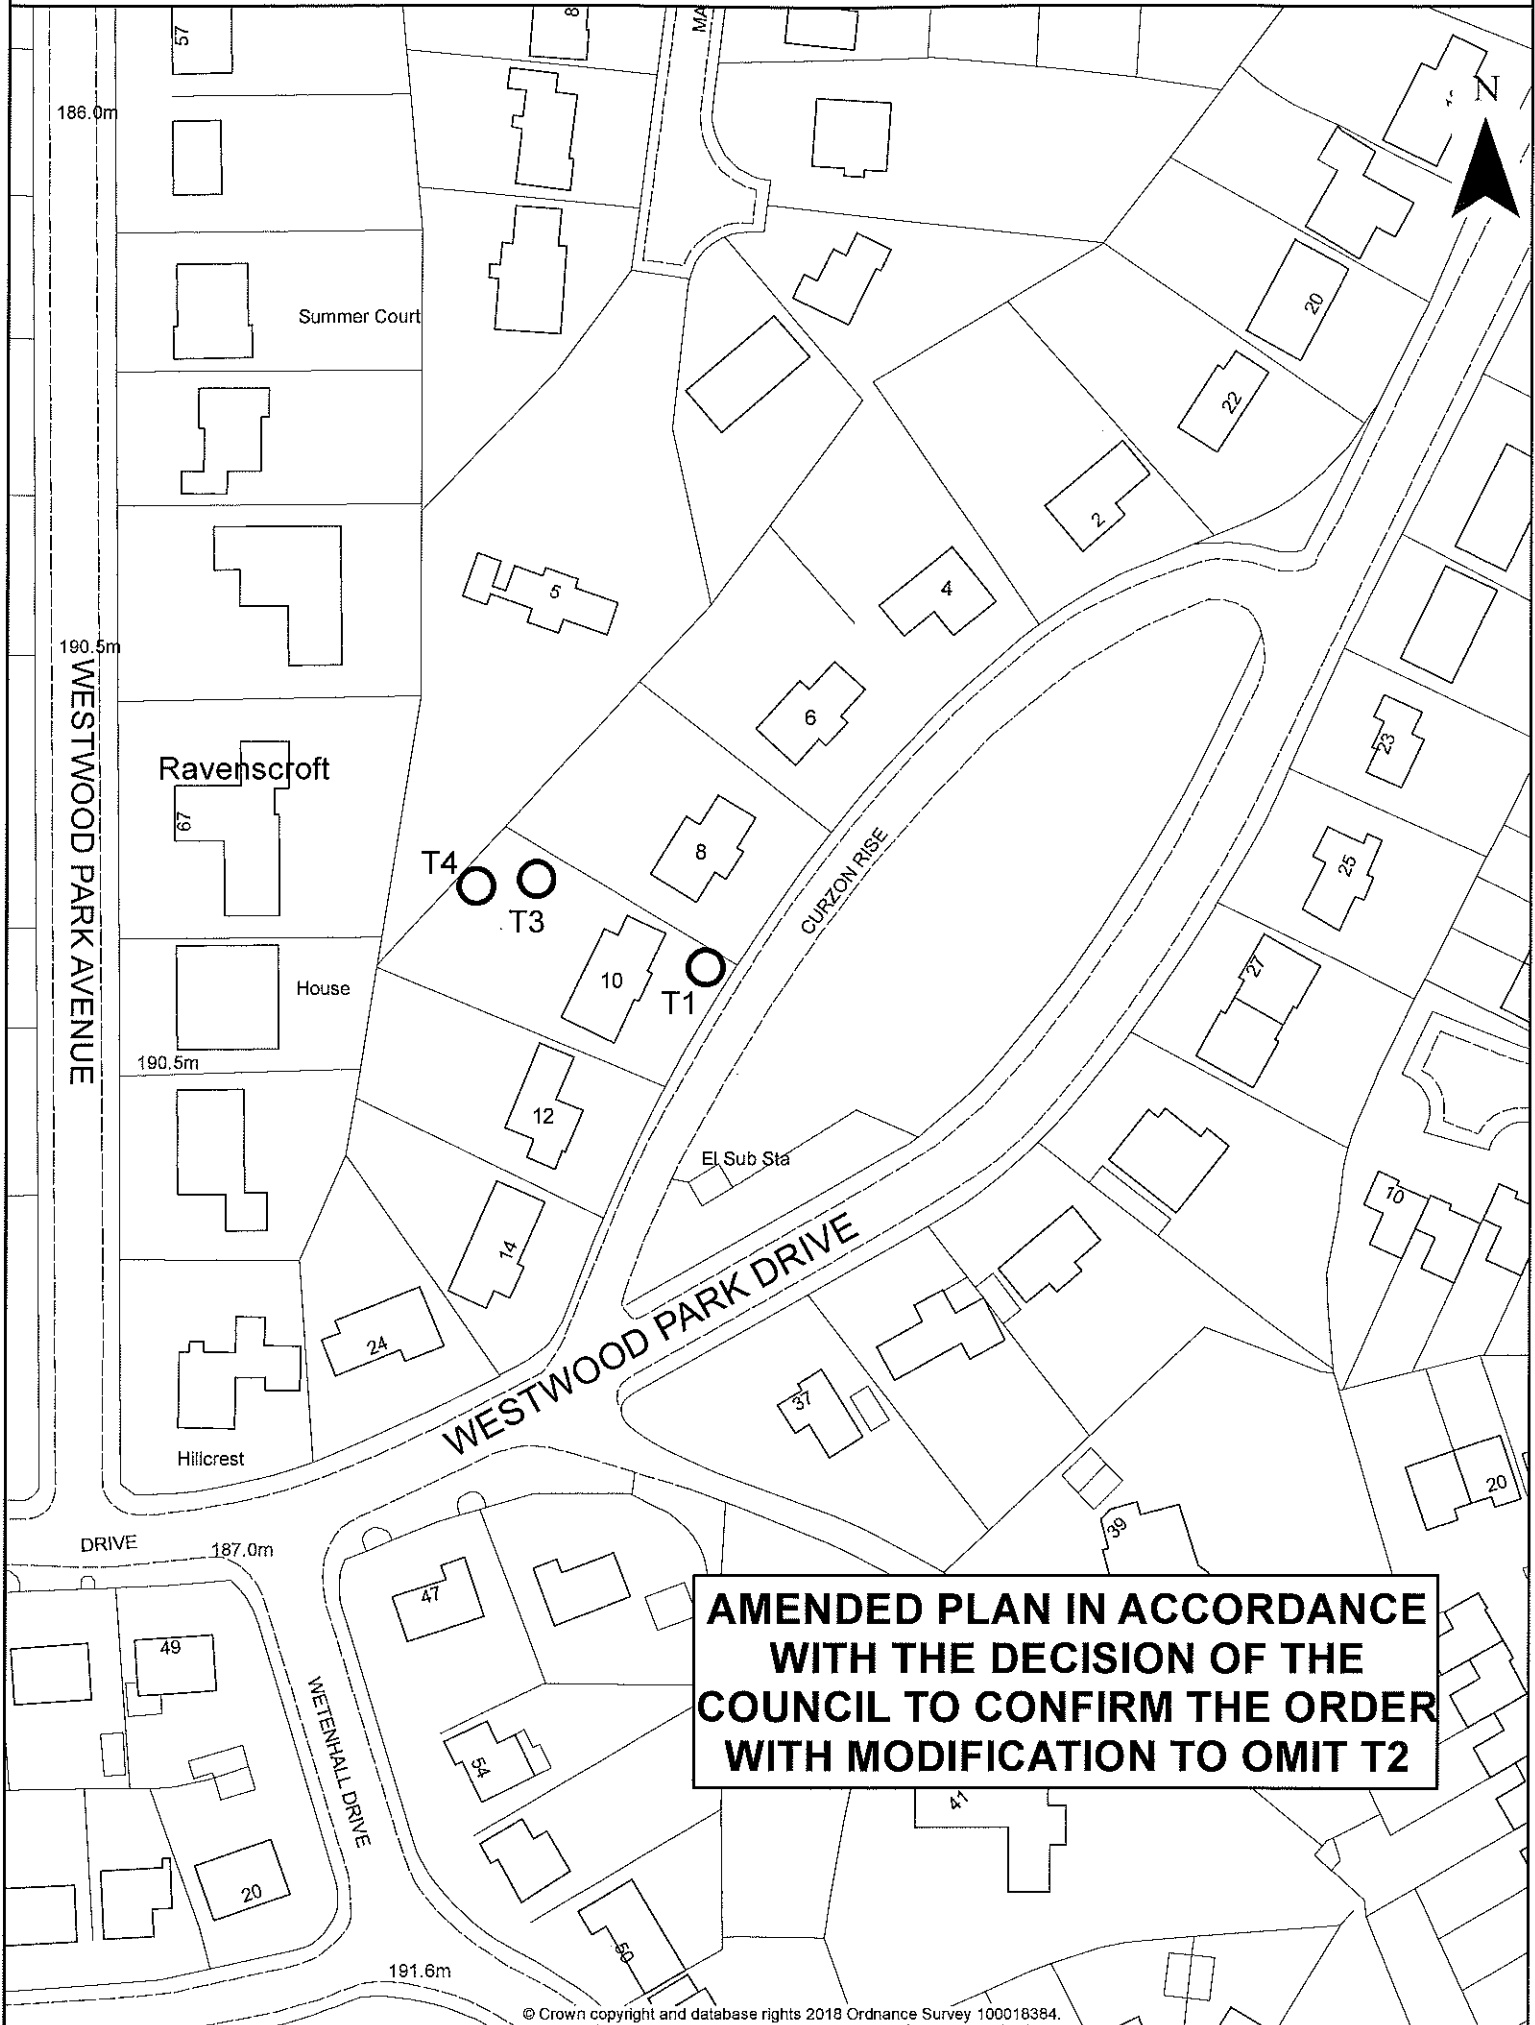 57
8
MA
186.0m
N
Summer Court
20
22
2
5
4
190.5m
WESTWOOD PARK AVENUE
6
23
Ravenscroft
67
8
CURZON RISE
25
T4
T3
10
T1
27
House
190.5m
12
El Sub Sta
10
14
WESTWOOD PARK DRIVE
24
37
Hillcrest
20
39
DRIVE
187.0m
47
49
AMENDED PLAN IN ACCORDANCE
WITH THE DECISION OF THE
COUNCIL TO CONFIRM THE ORDER
WITH MODIFICATION TO OMIT T2
WETENHALL DRIVE
54
41
20
50
191.6m
© Crown copyright and database rights 2018 Ordnance Survey 100018384.